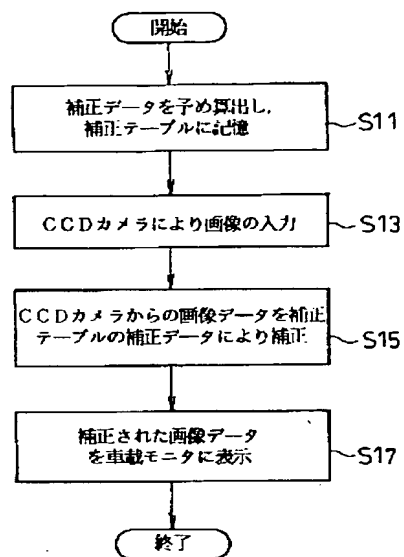 開始
補正データを予め算出し,
補正テーブルに記憶
S11
CCDカメラにより画像の入力
S13
CCDカメラからの画像データを補正
テーブルの補正データにより補正
S15
補正された画像データ
を車載モニタに表示
S17
終了